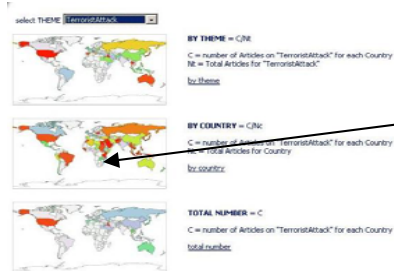 select THEME TerroristAttack
BY THEME = C/Nt
C = number of Articles on "TerroristAttack" for each Country
Nt = Total Articles for "TerroristAttack"
by theme
BY COUNTRY = C/Nc
C = number of Articles on "TerroristAttack" for each Country
Nc = Total Articles for Country
by country
TOTAL NUMBER = C
C = number of Articles on "TerroristAttack" for each Country
total number